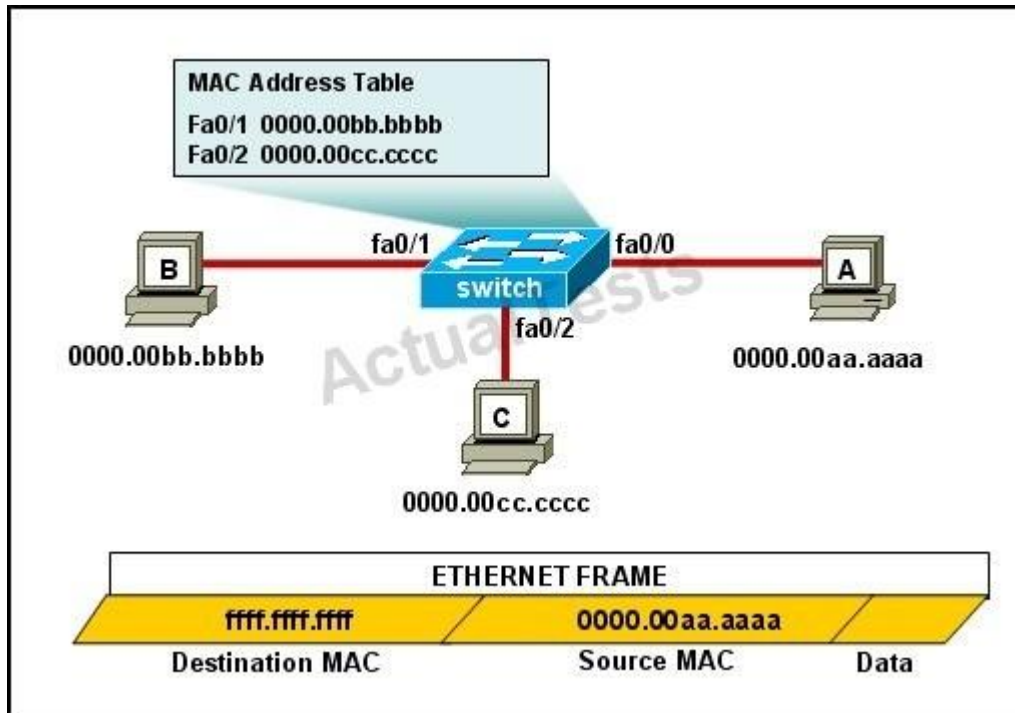 MAC Address Table
Fa0/1 0000.00bb.bbbb
Fa0/2 0000.00cc.cccc
fa0/1
fa0/0
B
A
switch
fa0/2
0000.00bb.bbbb
0000.00aa.aaaa
C
0000.00cc.cccc
Actual Tests
ETHERNET FRAME
ffff.ffff.ffff
0000.00aa.aaaa
Destination MAC
Source MAC
Data